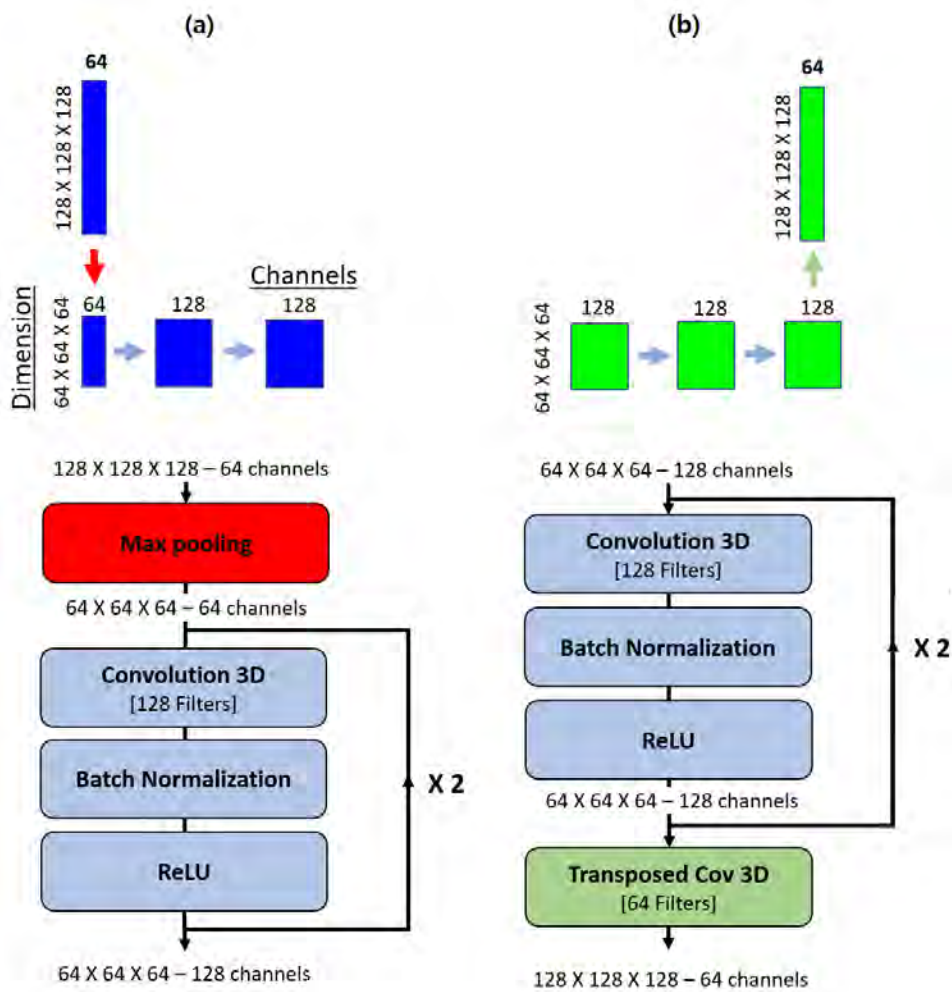 (a)
64
128 X 128 X 128
Channels
Dimension
64 X 64 X 64
64
128
128
128 X 128 X 128 – 64 channels
Max pooling
64 X 64 X 64 – 64 channels
Convolution 3D
[128 Filters]
Batch Normalization
X 2
ReLU
64 X 64 X 64 – 128 channels
(b)
64
128 X 128 X 128
64 X 64 X 64
128
128
128
64 X 64 X 64 – 128 channels
Convolution 3D
[128 Filters]
Batch Normalization
X 2
ReLU
64 X 64 X 64 – 128 channels
Transposed Cov 3D
[64 Filters]
128 X 128 X 128 – 64 channels